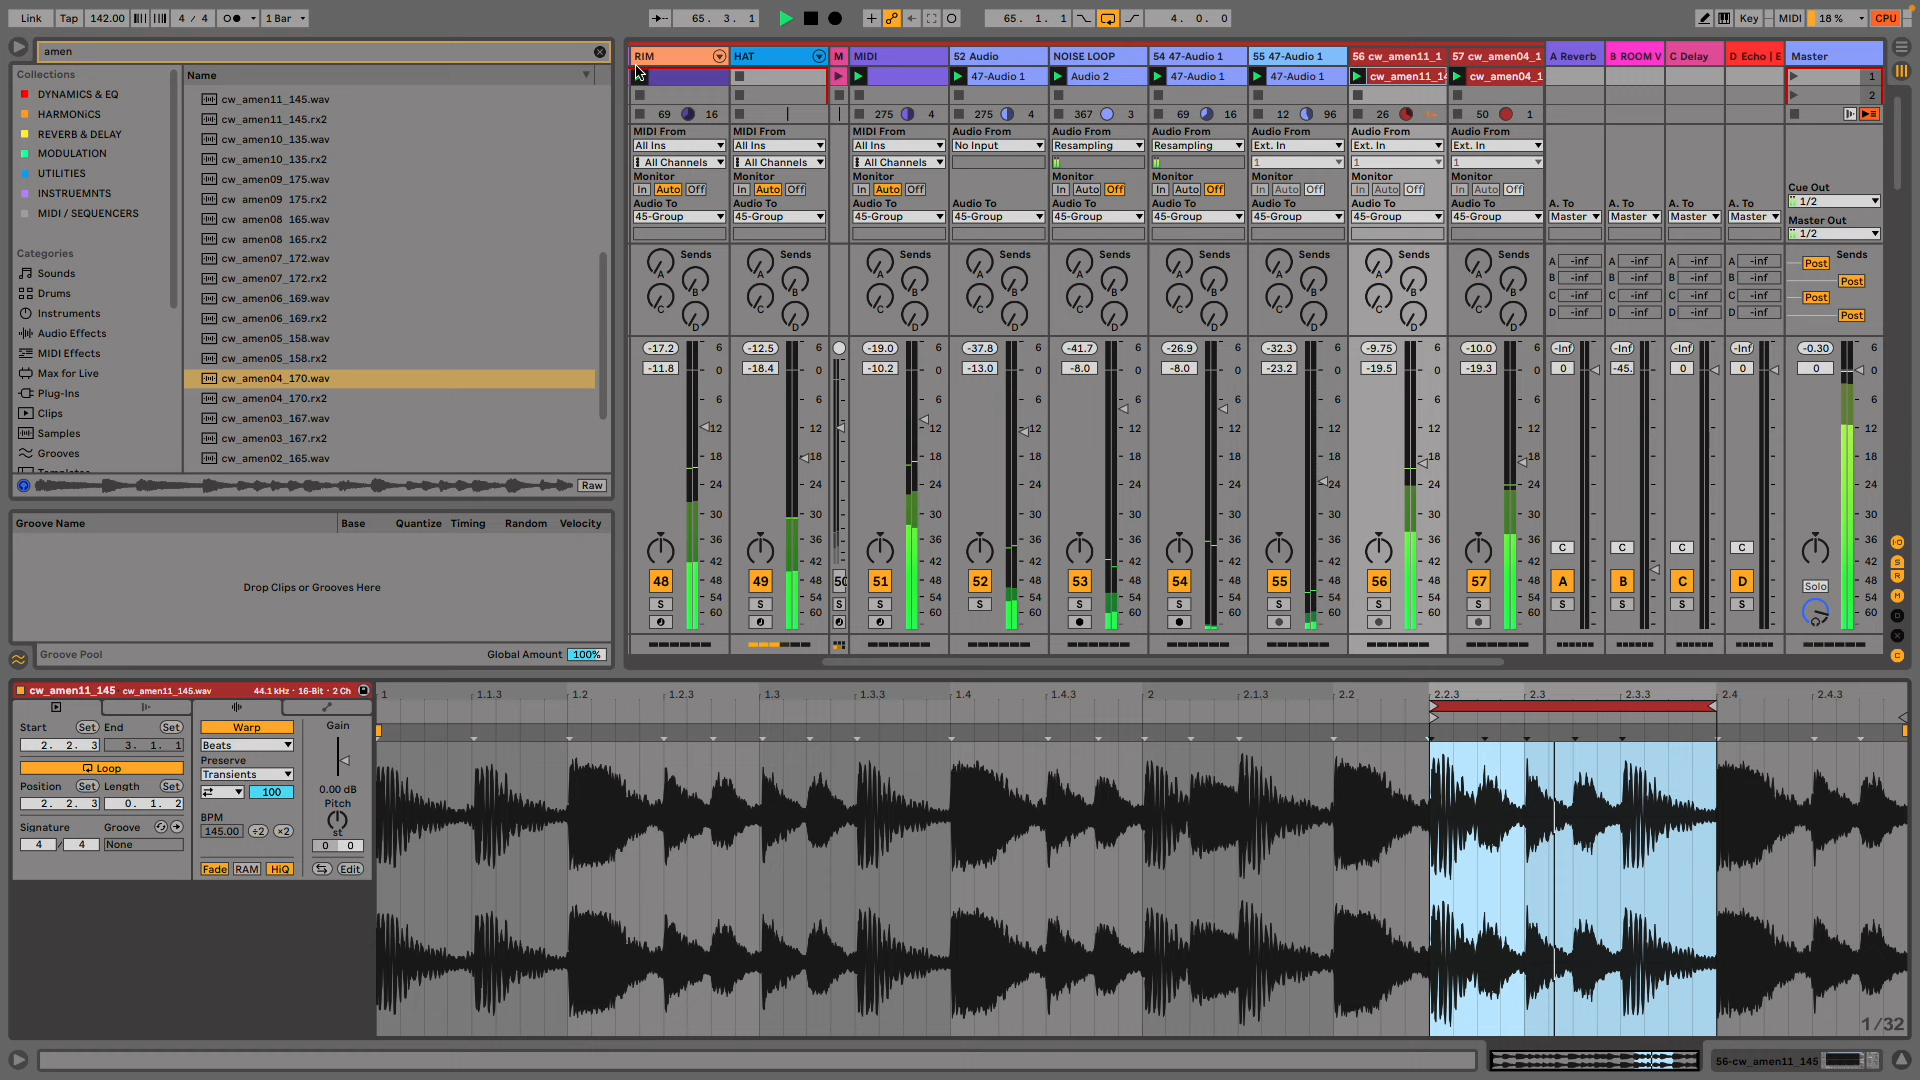 Link Tap 142.00 4 / 4 1 Bar 65. 3. 1 65. 1. 1 4. 0. 0 Key MIDI 18 % CPU
amen
Collections
DYNAMICS & EQ
HARMONiCS
REVERB & DELAY
MODULATION
UTILITIES
INSTRUEMNTS
MIDI / SEQUENCERS
Categories
Sounds
Drums
Instruments
Audio Effects
MIDI Effects
Max for Live
Plug-Ins
Clips
Samples
Grooves
Name
cw_amen11_145.wav
cw_amen11_145.rx2
cw_amen10_135.wav
cw_amen10_135.rx2
cw_amen09_175.wav
cw_amen09_175.rx2
cw_amen08_165.wav
cw_amen08_165.rx2
cw_amen07_172.wav
cw_amen07_172.rx2
cw_amen06_169.wav
cw_amen06_169.rx2
cw_amen05_158.wav
cw_amen05_158.rx2
cw_amen04_170.wav
cw_amen04_170.rx2
cw_amen03_167.wav
cw_amen03_167.rx2
cw_amen02_165.wav
Raw
Groove Name Base Quantize Timing Random Velocity
Drop Clips or Grooves Here
Groove Pool Global Amount 100%
RIM HAT M MIDI 52 Audio NOISE LOOP 54 47-Audio 1 55 47-Audio 1 56 cw_amen11_1 57 cw_amen04_1 A Reverb B ROOM V C Delay D Echo | E Master
47-Audio 1 Audio 2 47-Audio 1 47-Audio 1 cw_amen11_14 cw_amen04_1 1
2
69 16 275 4 275 4 367 3 69 16 12 96 26 50 1
MIDI From MIDI From MIDI From Audio From Audio From Audio From Audio From Audio From Audio From
All Ins All Ins All Ins No Input Resampling Resampling Ext. In Ext. In Ext. In
All Channels All Channels All Channels 1 1 1
Monitor Monitor Monitor Monitor Monitor Monitor Monitor Monitor Cue Out
In Auto Off In Auto Off In Auto Off In Auto Off In Auto Off In Auto Off In Auto Off In Auto Off 1/2
Audio To Audio To Audio To Audio To Audio To Audio To Audio To Audio To Audio To A. To A. To A. To A. To
45-Group 45-Group 45-Group 45-Group 45-Group 45-Group 45-Group 45-Group 45-Group Master Master Master Master Master Out
1/2
Sends Sends Sends Sends Sends Sends Sends Sends Sends Sends
A A A A A A A A A A -inf A -inf A -inf A -inf Post
B B B B B B B B B B -inf B -inf B -inf B -inf Post
C C C C C C C C C C -inf C -inf C -inf C -inf Post
D D D D D D D D D D -inf D -inf D -inf D -inf Post
-17.2 6 -12.5 6 -19.0 6 -37.8 6 -41.7 6 -26.9 6 -32.3 6 -9.75 6 -10.0 6 -Inf -Inf -Inf -Inf -0.30 6
-11.8 0 -18.4 0 -10.2 0 -13.0 0 -8.0 0 -8.0 0 -23.2 0 -19.5 0 -19.3 0 0 -45. 0 0 0 0
6 6 6 6 6 6 6 6 6 6
12 12 12 12 12 12 12 12 12 12
18 18 18 18 18 18 18 18 18 18
24 24 24 24 24 24 24 24 24 24
30 30 30 30 30 30 30 30 30 30
36 36 36 36 36 36 36 36 36 C C C C 36
42 42 42 42 42 42 42 42 42 42
48 48 49 48 50 51 48 52 48 53 48 54 48 55 48 56 48 57 48 A B C D Solo 48
54 54 54 54 54 54 54 54 54 54
S S S S S S S S S S S S S S
60 60 60 60 60 60 60 60 60 60
cw_amen11_145 cw_amen11_145.wav 44.1 kHz · 16-Bit · 2 Ch
Start Set End Set
2. 2. 3 3. 1. 1
Loop
Position Set Length Set
2. 2. 3 0. 1. 2
Signature Groove
4 / 4 None
Warp
Beats
Preserve
Transients
100
BPM
145.00 ÷2 ×2
Fade RAM HiQ
Gain
0.00 dB
Pitch
st
0 0
Edit
1 1.1.3 1.2 1.2.3 1.3 1.3.3 1.4 1.4.3 2 2.1.3 2.2 2.2.3 2.3 2.3.3 2.4 2.4.3
1/32
56-cw_amen11_145